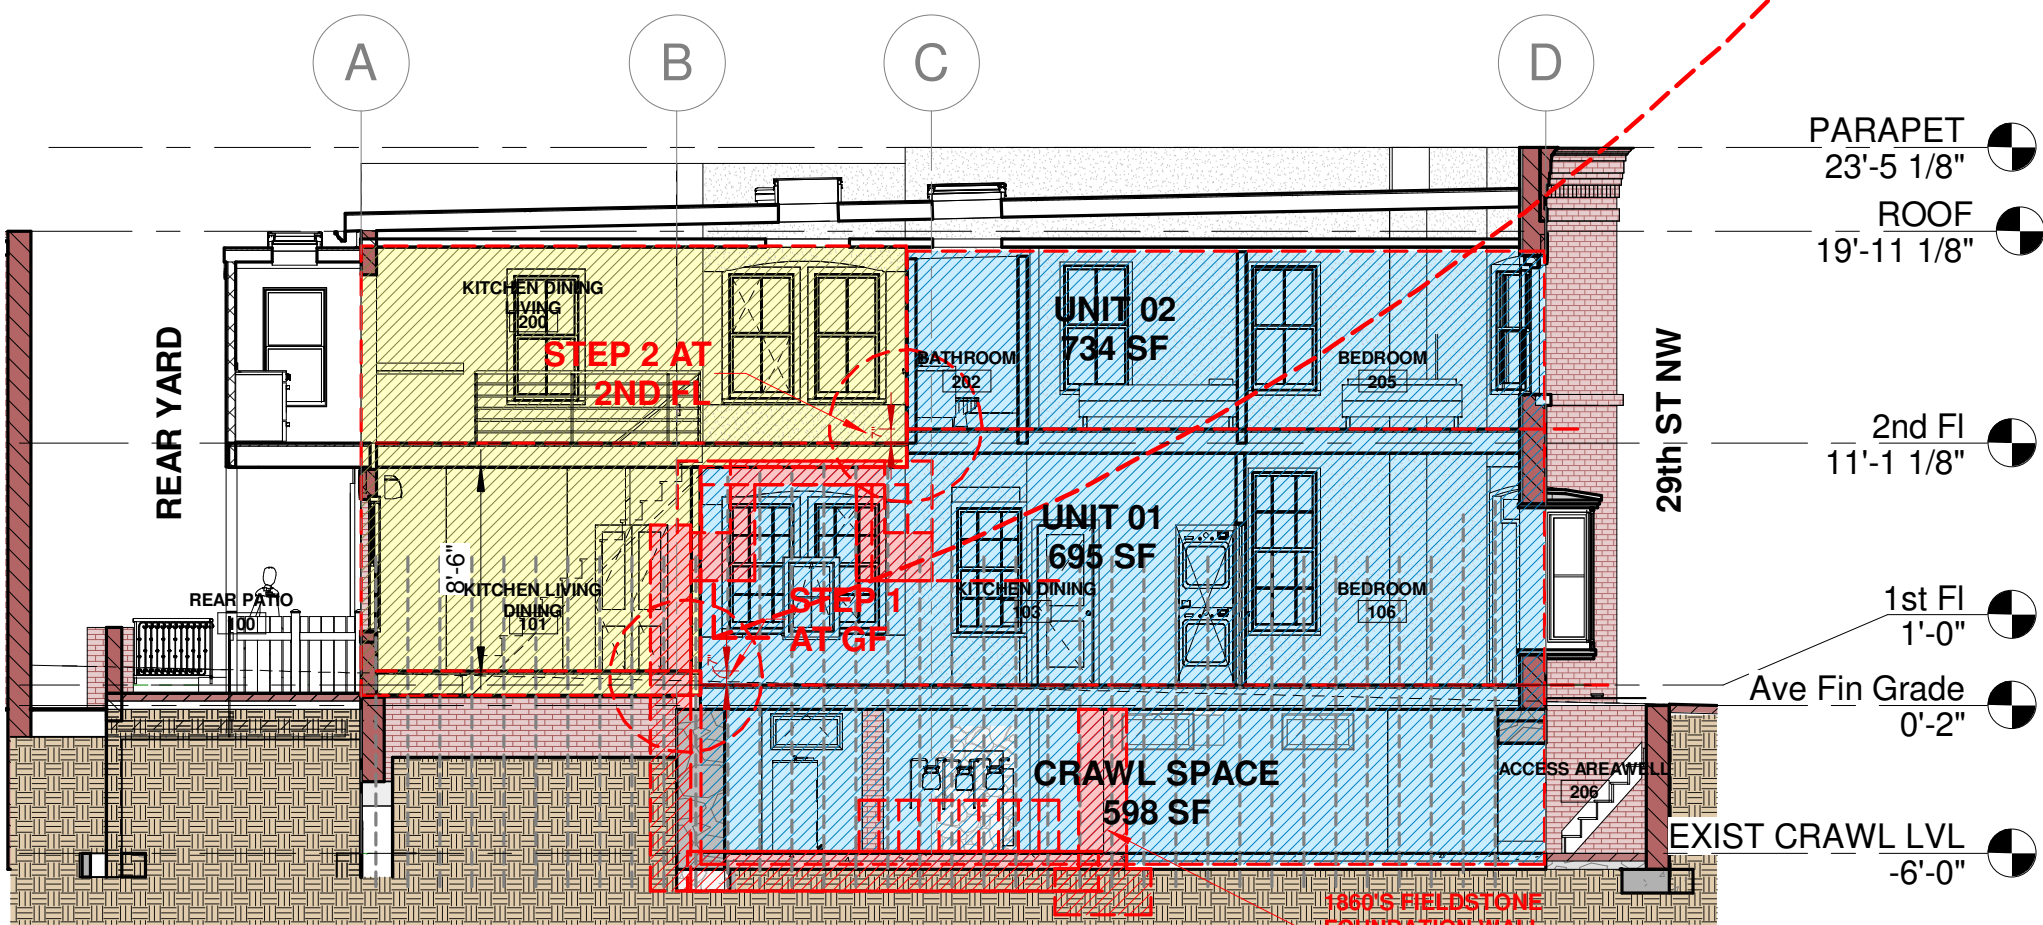 A
B
C
D
PARAPET
23'-5 1/8"
ROOF
19'-11 1/8"
2nd Fl
11'-1 1/8"
1st Fl
1'-0"
Ave Fin Grade
0'-2"
EXIST CRAWL LVL
-6'-0"
REAR YARD
29th ST NW
KITCHEN DINING
LIVING
200
STEP 2 AT
2ND FL
BATHROOM
202
UNIT 02
734 SF
BEDROOM
205
8'-6"
KITCHEN LIVING
DINING
101
REAR PATIO
100
STEP 1
AT GF
UNIT 01
695 SF
KITCHEN DINING
103
BEDROOM
106
CRAWL SPACE
598 SF
ACCESS AREAWELL
206
1860'S FIELDSTONE
FOUNDATION WALL